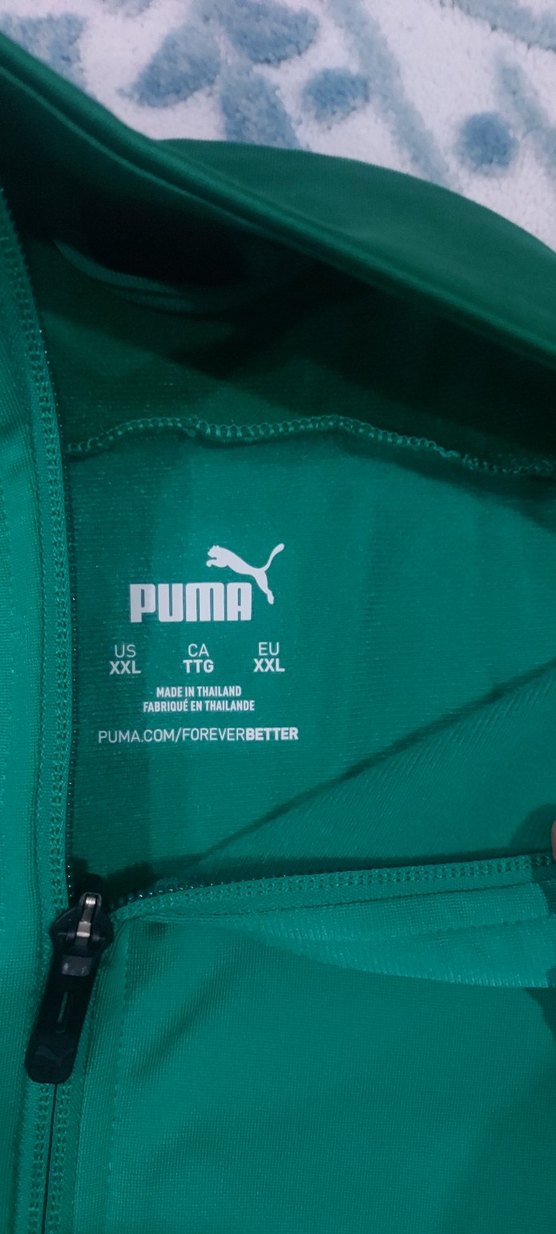 PUMA
US CA EU
XXL TTG XXL
MADE IN THAILAND
FABRIQUÉ EN THAILANDE
PUMA.COM/FOREVERBETTER